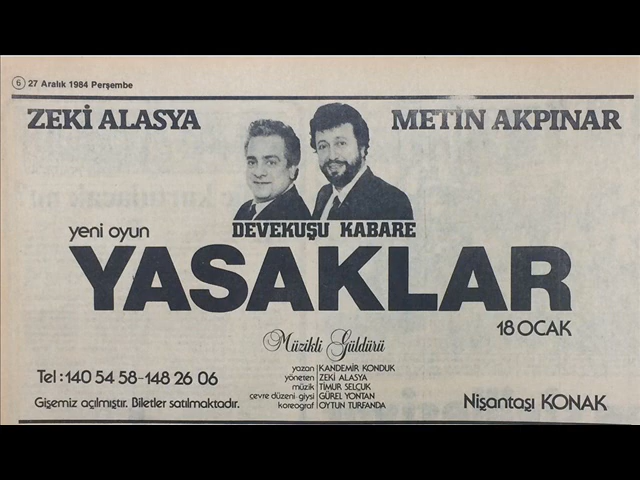 6 27 Aralık 1984 Perşembe
ZEKİ ALASYA
METİN AKPINAR
DEVEKUŞU KABARE
yeni oyun
YASAKLAR
18 OCAK
Müzikli Güldürü
yazan KANDEMİR KONDUK
yöneten ZEKİ ALASYA
müzik TİMUR SELÇUK
çevre düzeni-giysi GÜREL YONTAN
koreograf OYTUN TURFANDA
Tel: 140 54 58-148 26 06
Gişemiz açılmıştır. Biletler satılmaktadır.
Nişantaşı KONAK